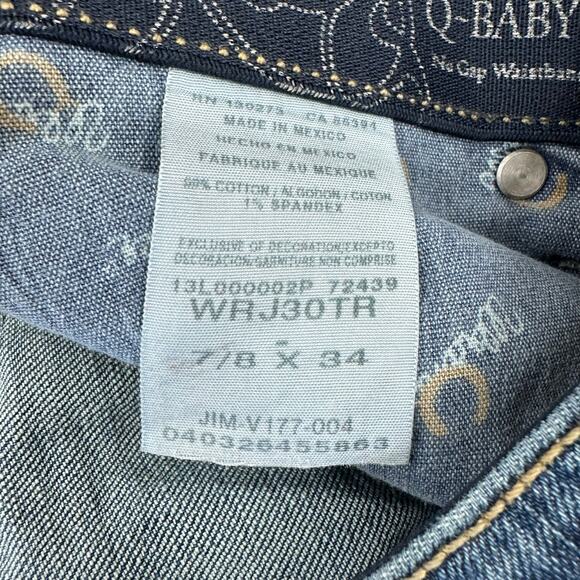 Q-BABY
No Gap Waistband
RN 130273 CA 56391
MADE IN MEXICO
HECHO EN MEXICO
FABRIQUE AU MEXIQUE
99% COTTON / ALGODON / COTON
1% SPANDEX
EXCLUSIVE OF DECORATION/EXCEPTO
DECORACION/GARNITURE NON COMPRISE
13L000002P 72439
WRJ30TR
7/8 X 34
JIM-V177-004
040326455863